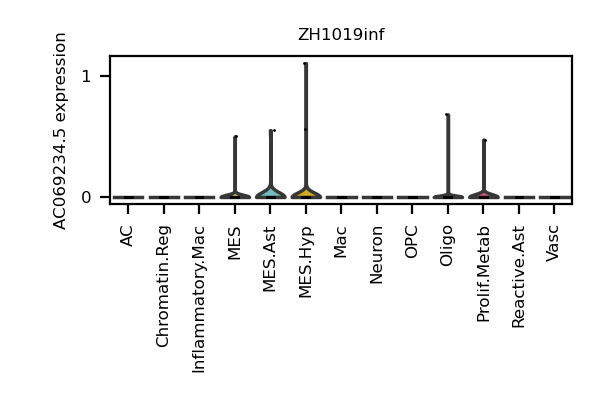 ZH1019inf
AC069234.5 expression
1
0
AC
Chromatin.Reg
Inflammatory.Mac
MES
MES.Ast
MES.Hyp
Mac
Neuron
OPC
Oligo
Prolif.Metab
Reactive.Ast
Vasc